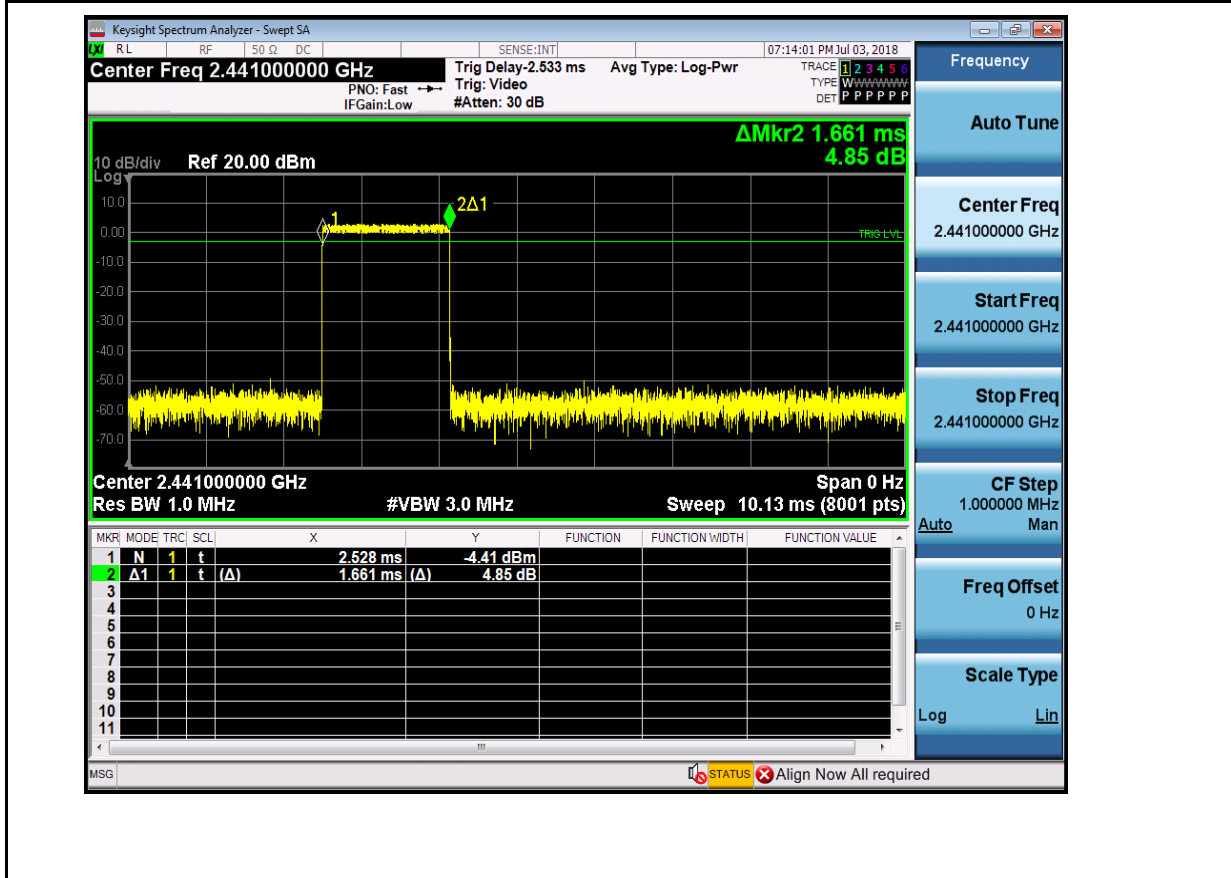 Keysight Spectrum Analyzer - Swept SA
LXI RL RF 50 Ω DC SENSE:INT 07:14:01 PM Jul 03, 2018
Center Freq 2.441000000 GHz
PNO: Fast
IFGain:Low
Trig Delay-2.533 ms
Trig: Video
#Atten: 30 dB
Avg Type: Log-Pwr
TRACE 1 2 3 4 5 6
TYPE WWWWWW
DET P P P P P P
ΔMkr2 1.661 ms
4.85 dB
10 dB/div Ref 20.00 dBm
Log
10.0
0.00
-10.0
-20.0
-30.0
-40.0
-50.0
-60.0
-70.0
1
2Δ1
TRIG LVL
Center 2.441000000 GHz Span 0 Hz
Res BW 1.0 MHz #VBW 3.0 MHz Sweep 10.13 ms (8001 pts)
MKR MODE TRC SCL X Y FUNCTION FUNCTION WIDTH FUNCTION VALUE
1 N 1 t 2.528 ms -4.41 dBm
2 Δ1 1 t (Δ) 1.661 ms (Δ) 4.85 dB
3
4
5
6
7
8
9
10
11
MSG STATUS Align Now All required
Frequency
Auto Tune
Center Freq
2.441000000 GHz
Start Freq
2.441000000 GHz
Stop Freq
2.441000000 GHz
CF Step
1.000000 MHz
Auto Man
Freq Offset
0 Hz
Scale Type
Log Lin